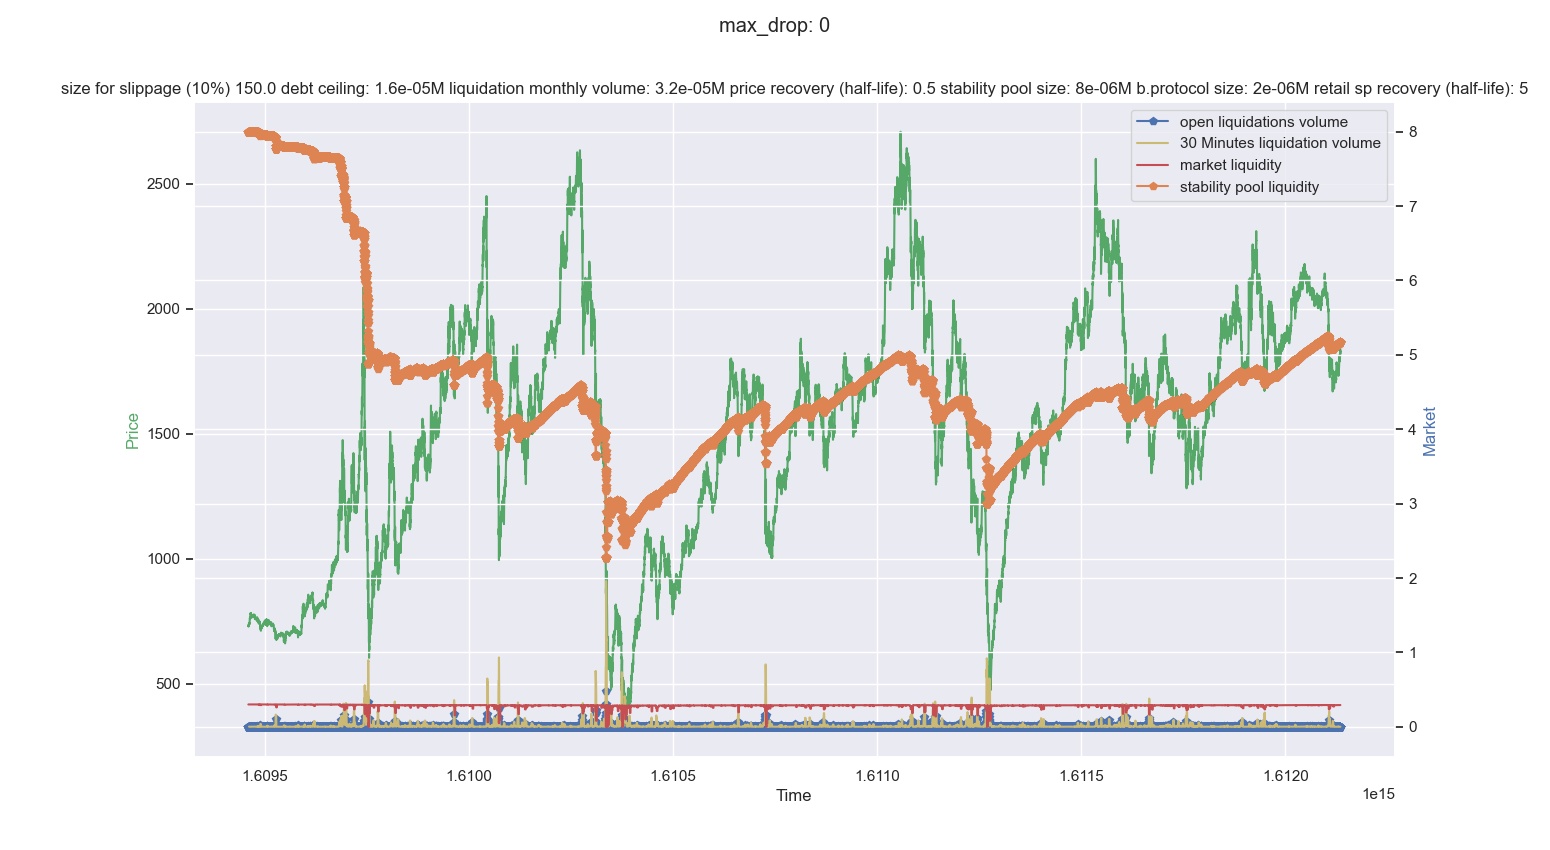 max_drop: 0
size for slippage (10%) 150.0 debt ceiling: 1.6e-05M liquidation monthly volume: 3.2e-05M price recovery (half-life): 0.5 stability pool size: 8e-06M b.protocol size: 2e-06M retail sp recovery (half-life): 5
open liquidations volume
30 Minutes liquidation volume
market liquidity
stability pool liquidity
2500
2000
1500
1000
500
Price
8
7
6
5
4
3
2
1
0
Market
1.6095 1.6100 1.6105 1.6110 1.6115 1.6120
Time
1e15